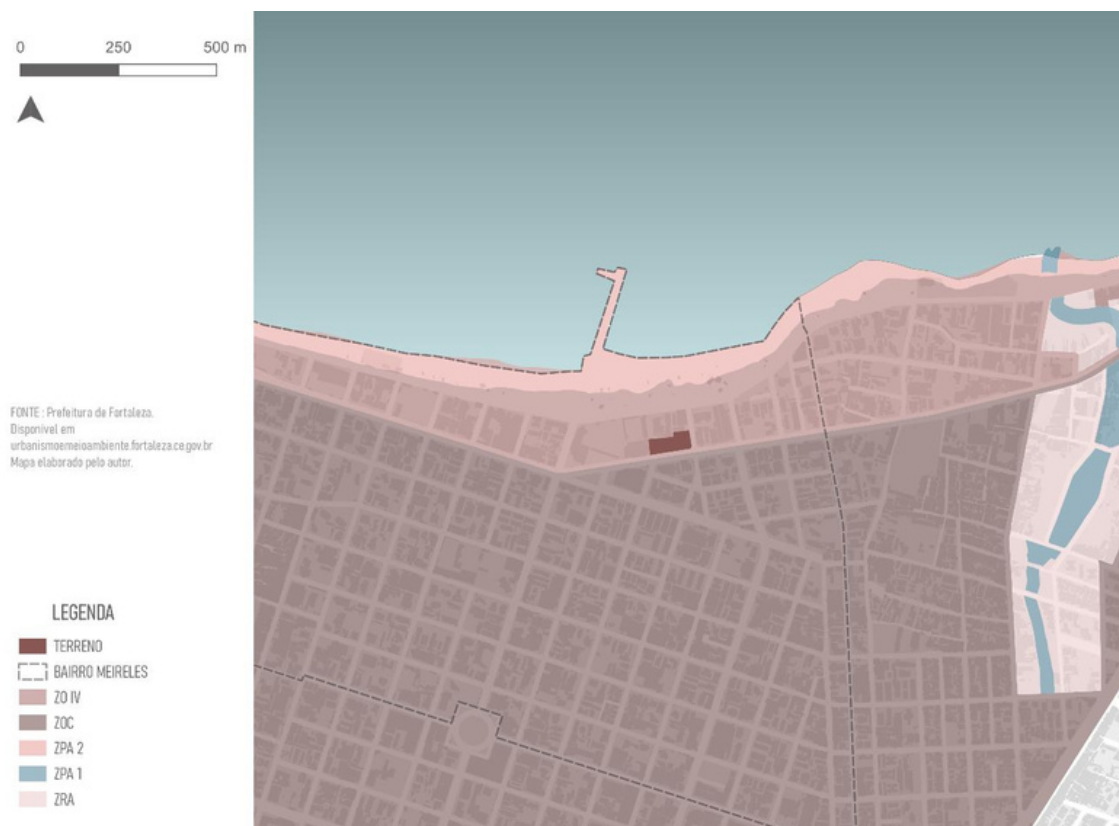 0 250 500 m
FONTE : Prefeitura de Fortaleza.
Disponível em
urbanismoemeioambiente.fortaleza.ce.gov.br
Mapa elaborado pelo autor.
LEGENDA
TERRENO
BAIRRO MEIRELES
ZO IV
ZOC
ZPA 2
ZPA 1
ZRA